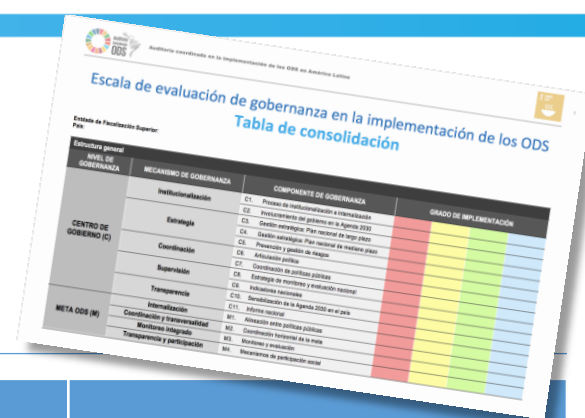 Auditoría
ODS
Auditoría coordinada en la implementación de los ODS en América Latina
Escala de evaluación de gobernanza en la implementación de los ODS
Tabla de consolidación
Entidade de Fiscalización Superior:
País:
Estructura general
NIVEL DE GOBERNANZA
MECANISMO DE GOBERNANZA
COMPONENTE DE GOBERNANZA
GRADO DE IMPLEMENTACIÓN
CENTRO DE GOBIERNO (C)
Institucionalización
C1. Proceso de institucionalización e internalización
C2. Involucramiento del gobierno en la Agenda 2030
Estrategia
C3. Gestión estratégica: Plan nacional de largo plazo
C4. Gestión estratégica: Plan nacional de mediano plazo
C5. Prevención y gestión de riesgos
Coordinación
C6. Articulación política
C7. Coordinación de políticas públicas
Supervisión
C8. Estrategia de monitoreo y evaluación nacional
C9. Indicadores nacionales
Transparencia
C10. Sensibilización de la Agenda 2030 en el país
C11. Informe nacional
META ODS (M)
Internalización
M1. Alineación entre políticas públicas
Coordinación y transversalidad
M2. Coordinación horizontal de la meta
Monitoreo integrado
M3. Monitoreo y evaluación
Transparencia y participación
M4. Mecanismos de participación social